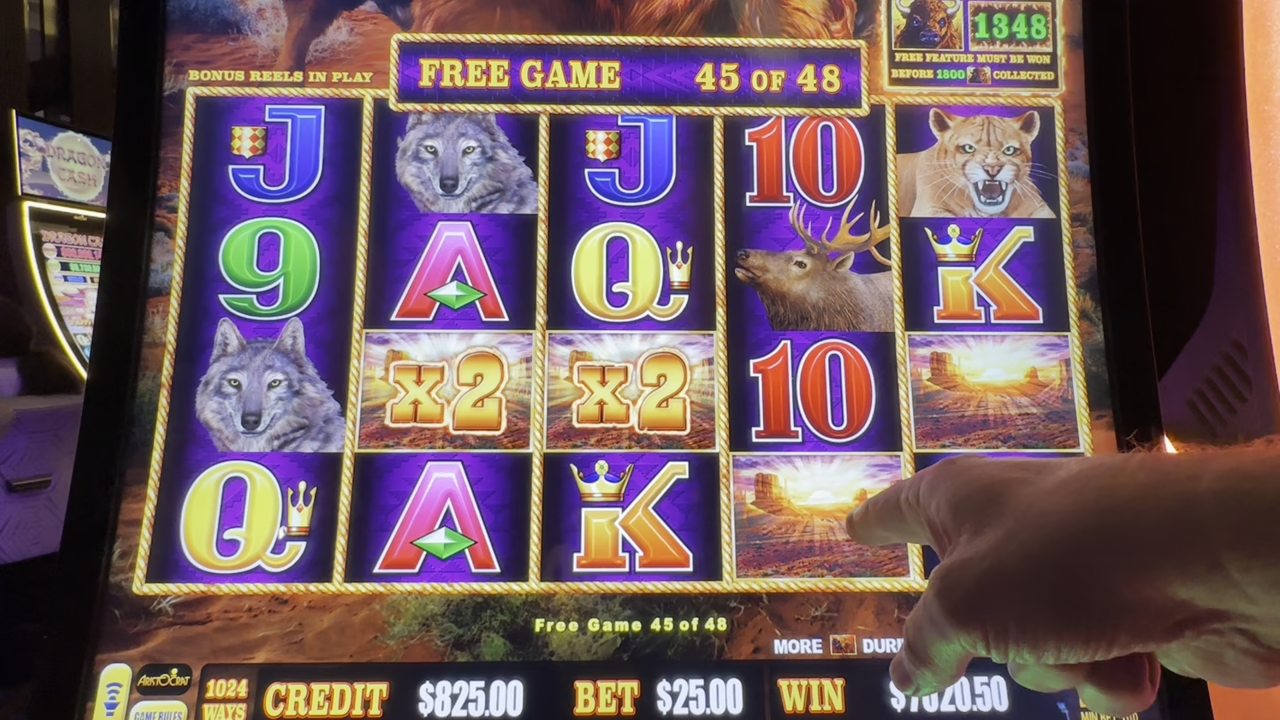 1348
FREE FEATURE MUST BE WON
BEFORE 1800 COLLECTED
BONUS REELS IN PLAY
FREE GAME 45 OF 48
DRAGON
CASH
J J 10
9 A Q K
x2 x2 10
Q A K
Free Game 45 of 48
MORE
ARISTOCRAT
GAME RULES
1024
WAYS
CREDIT $825.00 BET $25.00 WIN